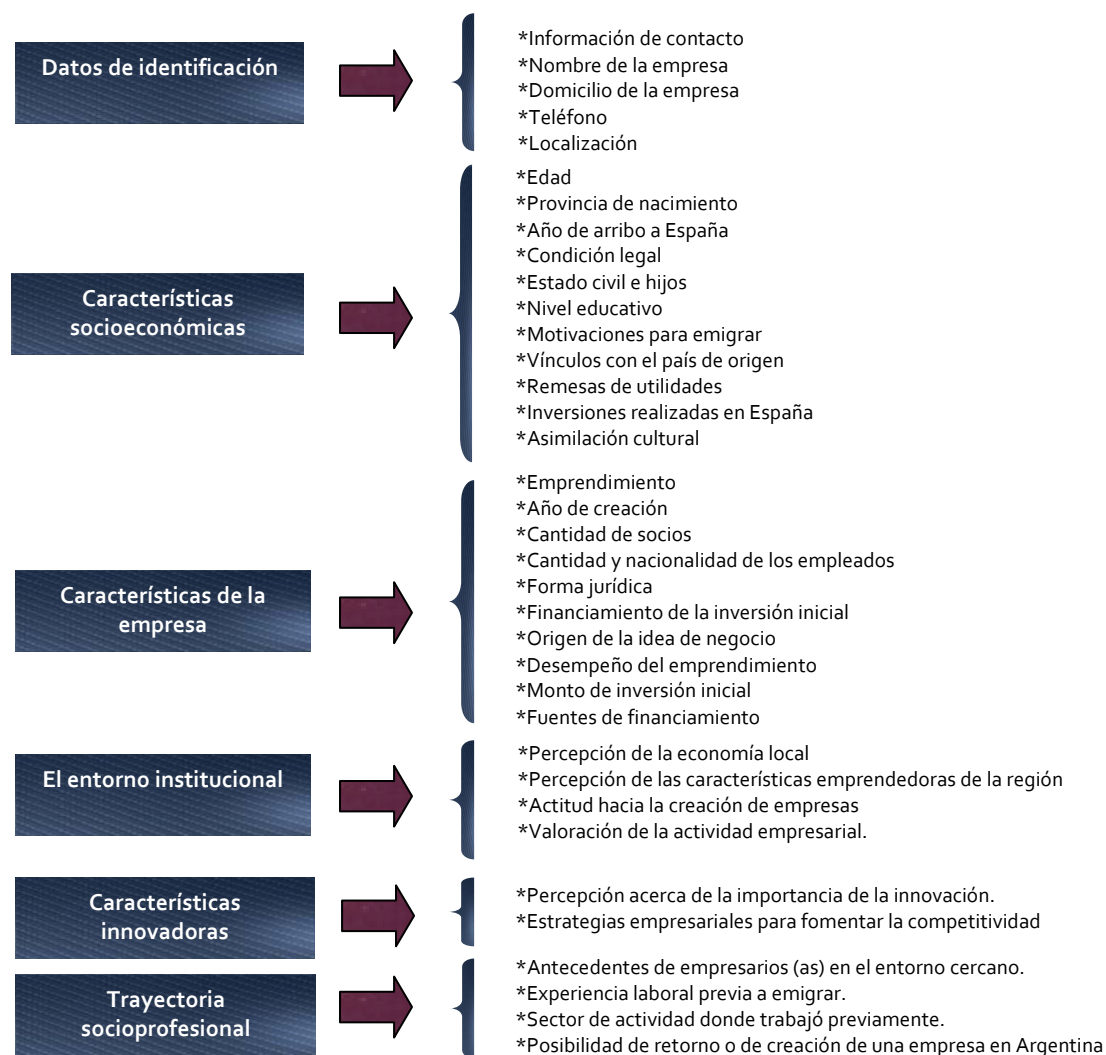 Datos de identificación
*Información de contacto
*Nombre de la empresa
*Domicilio de la empresa
*Teléfono
*Localización
Características
socioeconómicas
*Edad
*Provincia de nacimiento
*Año de arribo a España
*Condición legal
*Estado civil e hijos
*Nivel educativo
*Motivaciones para emigrar
*Vínculos con el país de origen
*Remesas de utilidades
*Inversiones realizadas en España
*Asimilación cultural
Características de la
empresa
*Emprendimiento
*Año de creación
*Cantidad de socios
*Cantidad y nacionalidad de los empleados
*Forma jurídica
*Financiamiento de la inversión inicial
*Origen de la idea de negocio
*Desempeño del emprendimiento
*Monto de inversión inicial
*Fuentes de financiamiento
El entorno institucional
*Percepción de la economía local
*Percepción de las características emprendedoras de la región
*Actitud hacia la creación de empresas
*Valoración de la actividad empresarial.
Características
innovadoras
*Percepción acerca de la importancia de la innovación.
*Estrategias empresariales para fomentar la competitividad
Trayectoria
socioprofesional
*Antecedentes de empresarios (as) en el entorno cercano.
*Experiencia laboral previa a emigrar.
*Sector de actividad donde trabajó previamente.
*Posibilidad de retorno o de creación de una empresa en Argentina